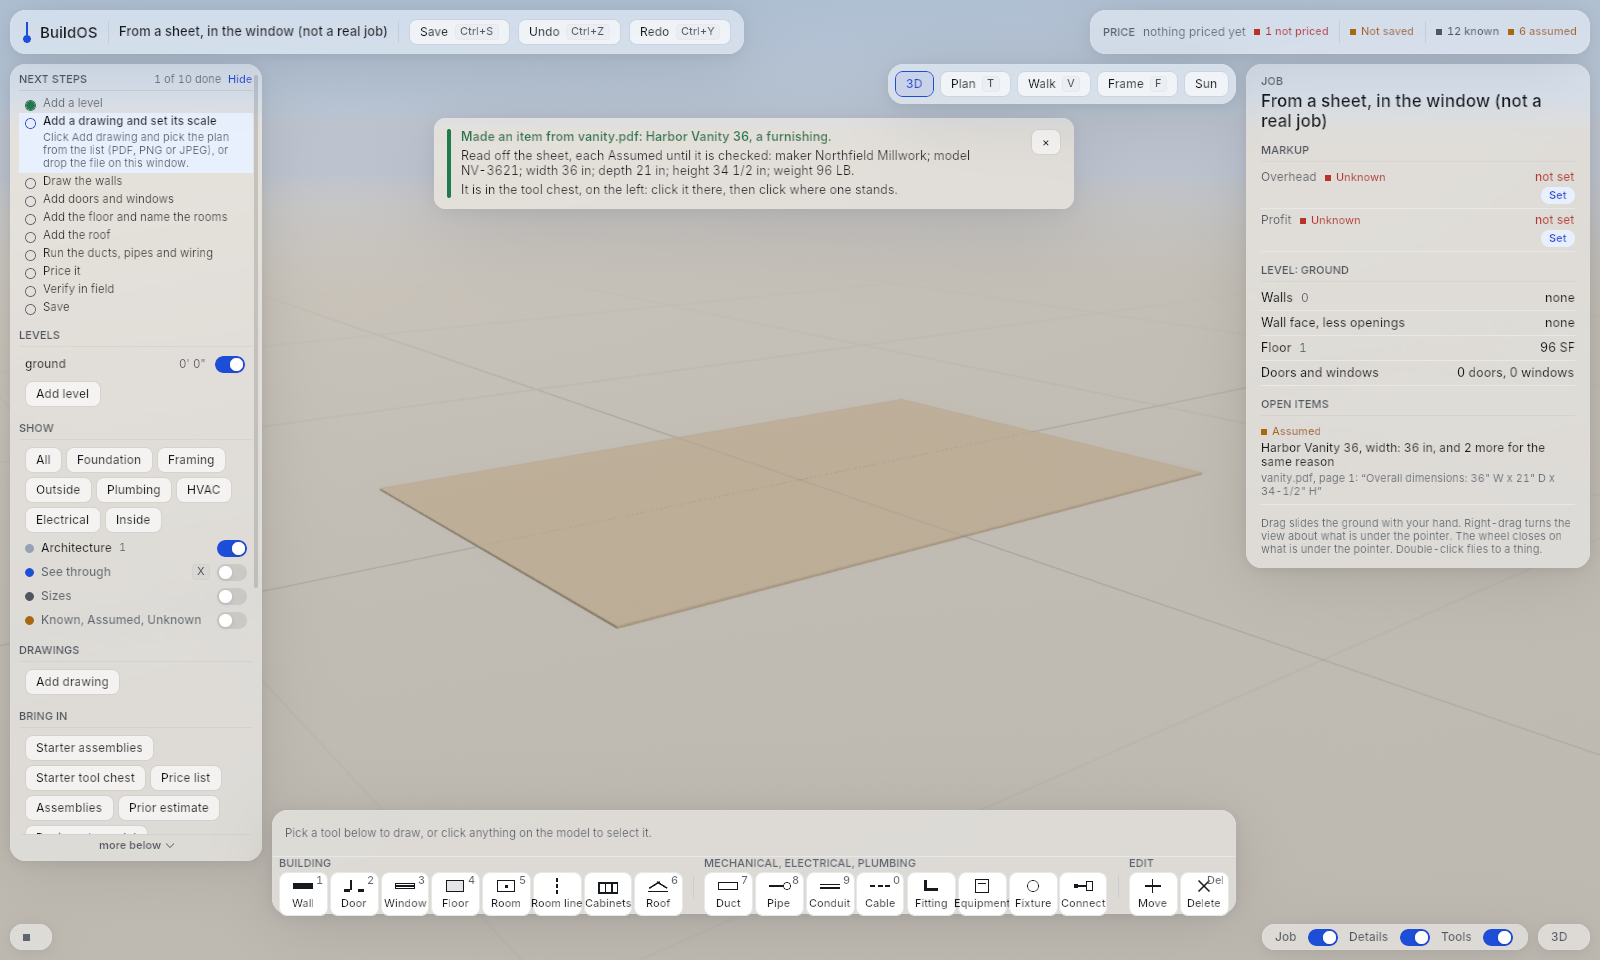 BuildOS
From a sheet, in the window (not a real job)
Save Ctrl+S
Undo Ctrl+Z
Redo Ctrl+Y
PRICE nothing priced yet 1 not priced Not saved 12 known 6 assumed
NEXT STEPS 1 of 10 done Hide
Add a level
Add a drawing and set its scale
Click Add drawing and pick the plan
from the list (PDF, PNG or JPEG), or
drop the file on this window.
Draw the walls
Add doors and windows
Add the floor and name the rooms
Add the roof
Run the ducts, pipes and wiring
Price it
Verify in field
Save
LEVELS
ground 0' 0"
Add level
SHOW
All Foundation Framing
Outside Plumbing HVAC
Electrical Inside
Architecture 1
See through X
Sizes
Known, Assumed, Unknown
DRAWINGS
Add drawing
BRING IN
Starter assemblies
Starter tool chest Price list
Assemblies Prior estimate
more below
3D Plan T Walk V Frame F Sun
Made an item from vanity.pdf: Harbor Vanity 36, a furnishing.
Read off the sheet, each Assumed until it is checked: maker Northfield Millwork; model
NV-3621; width 36 in; depth 21 in; height 34 1/2 in; weight 96 LB.
It is in the tool chest, on the left: click it there, then click where one stands.
×
JOB
From a sheet, in the window (not a
real job)
MARKUP
Overhead Unknown not set
Set
Profit Unknown not set
Set
LEVEL: GROUND
Walls 0 none
Wall face, less openings none
Floor 1 96 SF
Doors and windows 0 doors, 0 windows
OPEN ITEMS
Assumed
Harbor Vanity 36, width: 36 in, and 2 more for the
same reason
vanity.pdf, page 1: “Overall dimensions: 36" W x 21" D x
34-1/2" H”
Drag slides the ground with your hand. Right-drag turns the
view about what is under the pointer. The wheel closes on
what is under the pointer. Double-click flies to a thing.
Pick a tool below to draw, or click anything on the model to select it.
BUILDING
1 Wall
2 Door
3 Window
4 Floor
5 Room
Room line
Cabinets
6 Roof
MECHANICAL, ELECTRICAL, PLUMBING
7 Duct
8 Pipe
9 Conduit
0 Cable
Fitting
Equipment
Fixture
Connect
EDIT
Move
Del Delete
Job Details Tools 3D